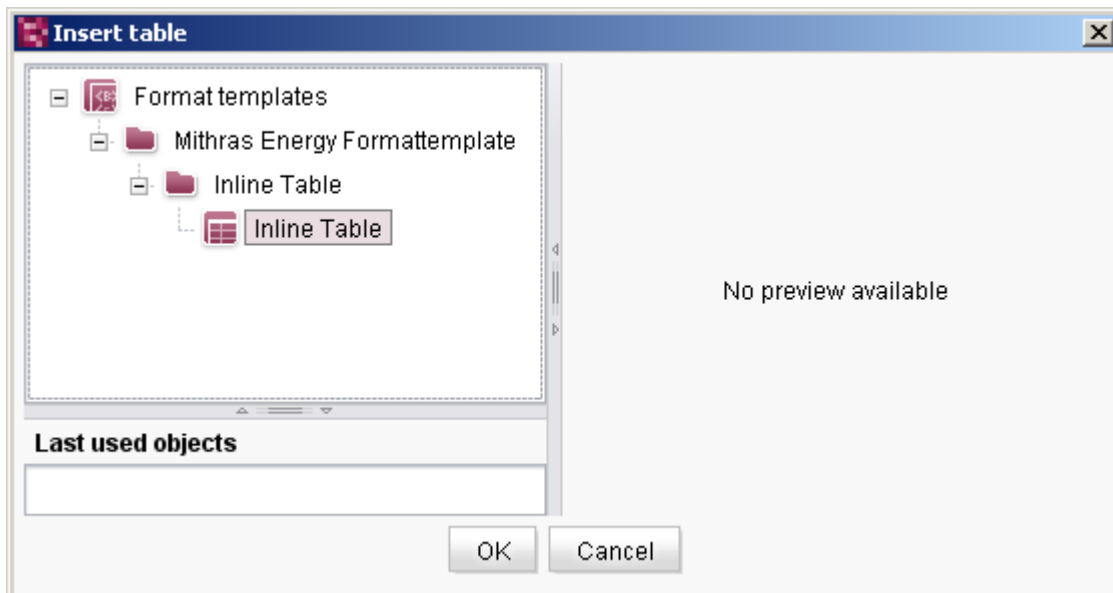 Insert table
Format templates
Mithras Energy Formattemplate
Inline Table
Inline Table
No preview available
Last used objects
OK
Cancel